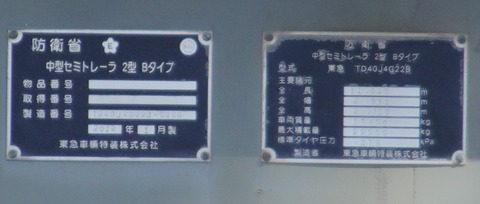 防衛省
E
中型セミトレーラ 2型 Bタイプ
物品番号
取得番号
製造番号
年 月製
東急車輛特装株式会社
防衛省
中型セミトレーラ 2型 Bタイプ
型式 東急 TD40J4G22B
主要諸元
全長 m
全幅 m
全高 m
車両質量 kg
最大積載量 kg
標準タイヤ圧力 kPa
製造者 東急車輛特装株式会社